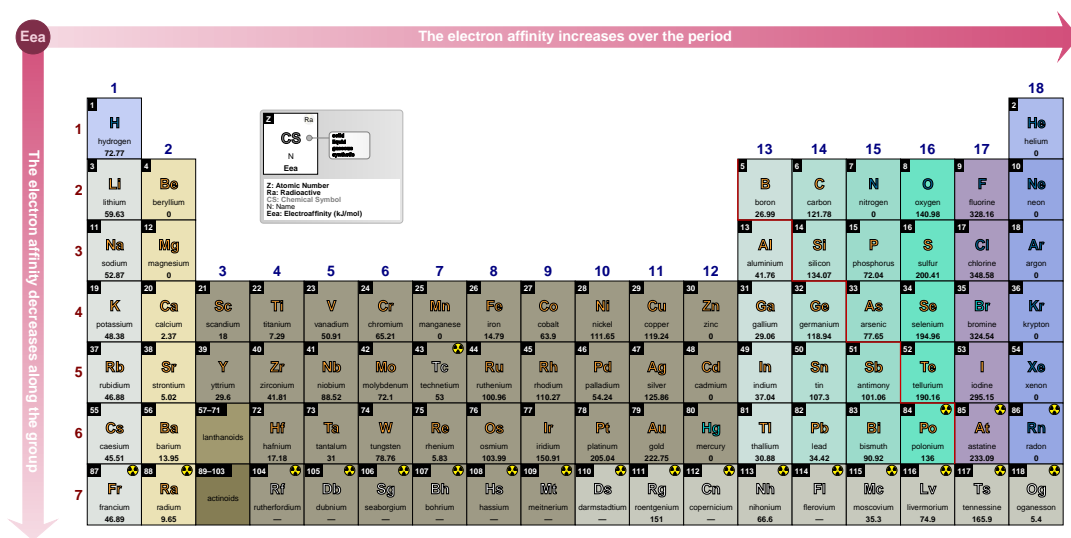 Eea
The electron affinity increases over the period
The electron affinity decreases along the group
1 18
1 H hydrogen 72.77
2 He helium 0
Z Ra
CS
N
Eea
solid
liquid
gaseous
synthetic
Z: Atomic Number
Ra: Radioactive
CS: Chemical Symbol
N: Name
Eea: Electroaffinity (kJ/mol)
2 13 14 15 16 17
1
2
3
4
5
6
7
3 Li lithium 59.63
4 Be beryllium 0
5 B boron 26.99
6 C carbon 121.78
7 N nitrogen 0
8 O oxygen 140.98
9 F fluorine 328.16
10 Ne neon 0
11 Na sodium 52.87
12 Mg magnesium 0
3 4 5 6 7 8 9 10 11 12
13 Al aluminium 41.76
14 Si silicon 134.07
15 P phosphorus 72.04
16 S sulfur 200.41
17 Cl chlorine 348.58
18 Ar argon 0
19 K potassium 48.38
20 Ca calcium 2.37
21 Sc scandium 18
22 Ti titanium 7.29
23 V vanadium 50.91
24 Cr chromium 65.21
25 Mn manganese 0
26 Fe iron 14.79
27 Co cobalt 63.9
28 Ni nickel 111.65
29 Cu copper 119.24
30 Zn zinc 0
31 Ga gallium 29.06
32 Ge germanium 118.94
33 As arsenic 77.65
34 Se selenium 194.96
35 Br bromine 324.54
36 Kr krypton 0
37 Rb rubidium 46.88
38 Sr strontium 5.02
39 Y yttrium 29.6
40 Zr zirconium 41.81
41 Nb niobium 88.52
42 Mo molybdenum 72.1
43 Tc technetium 53
44 Ru ruthenium 100.96
45 Rh rhodium 110.27
46 Pd palladium 54.24
47 Ag silver 125.86
48 Cd cadmium 0
49 In indium 37.04
50 Sn tin 107.3
51 Sb antimony 101.06
52 Te tellurium 190.16
53 I iodine 295.15
54 Xe xenon 0
55 Cs caesium 45.51
56 Ba barium 13.95
57–71 lanthanoids
72 Hf hafnium 17.18
73 Ta tantalum 31
74 W tungsten 78.76
75 Re rhenium 5.83
76 Os osmium 103.99
77 Ir iridium 150.91
78 Pt platinum 205.04
79 Au gold 222.75
80 Hg mercury 0
81 Tl thallium 30.88
82 Pb lead 34.42
83 Bi bismuth 90.92
84 Po polonium 136
85 At astatine 233.09
86 Rn radon 0
87 Fr francium 46.89
88 Ra radium 9.65
89–103 actinoids
104 Rf rutherfordium —
105 Db dubnium —
106 Sg seaborgium —
107 Bh bohrium —
108 Hs hassium —
109 Mt meitnerium —
110 Ds darmstadtium —
111 Rg roentgenium 151
112 Cn copernicium —
113 Nh nihonium 66.6
114 Fl flerovium —
115 Mc moscovium 35.3
116 Lv livermorium 74.9
117 Ts tennessine 165.9
118 Og oganesson 5.4